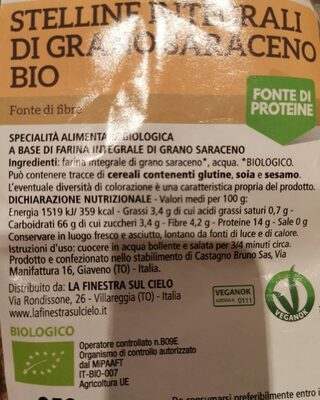 STELLINE INTEGRALI
DI GRANO SARACENO
BIO
Fonte di fibre
FONTE DI
PROTEINE
SPECIALITÀ ALIMENTARE BIOLOGICA
A BASE DI FARINA INTEGRALE DI GRANO SARACENO
Ingredienti: farina integrale di grano saraceno*, acqua. *BIOLOGICO.
Può contenere tracce di cereali contenenti glutine, soia e sesamo.
L'eventuale diversità di colorazione è una caratteristica propria del prodotto.
DICHIARAZIONE NUTRIZIONALE - Valori medi per 100 g:
Energia 1519 kJ/ 359 kcal - Grassi 3,4 g di cui acidi grassi saturi 0,7 g -
Carboidrati 66 g di cui zuccheri 3,4 g - Fibre 4,2 g - Proteine 14 g - Sale 0 g
Conservare in luogo fresco e asciutto, lontano da fonti di luce e di calore.
Istruzioni d'uso: cuocere in acqua bollente e salata per 3/4 minuti circa.
Prodotto e confezionato nello stabilimento di Castagno Bruno Sas, Via
Manifattura 16, Giaveno (TO) - Italia.
Distribuito da: LA FINESTRA SUL CIELO
Via Rondissone, 26 - Villareggia (TO) - Italia
www.lafinestrasulcielo.it
VEGANOK
AZIENDA N. 0111
VEGANOK
BIOLOGICO
Operatore controllato n.B09E
Organismo di controllo autorizzato
dal MiPAAFT
IT-BIO-007
Agricoltura UE
Da consumarsi preferibilmente entro i